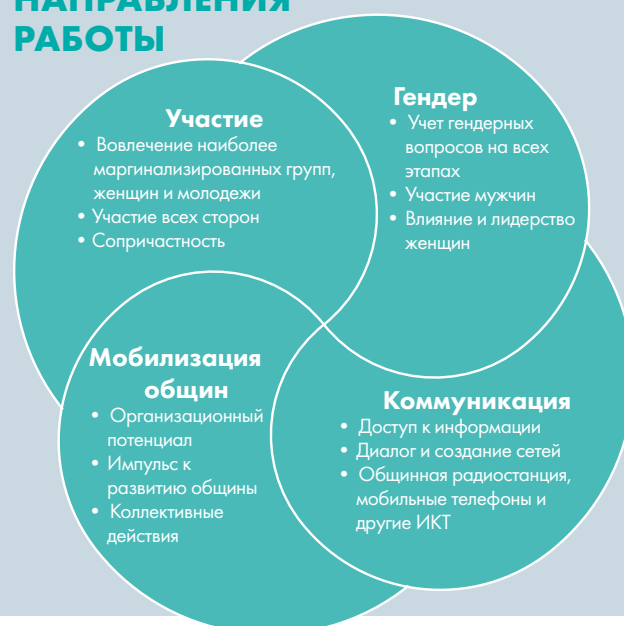 НАПРАВЛЕНИЯ
РАБОТЫ
Участие
• Вовлечение наиболее
маргинализированных групп,
женщин и молодежи
• Участие всех сторон
• Сопричастность
Гендер
• Учет гендерных
вопросов на всех
этапах
• Участие мужчин
• Влияние и лидерство
женщин
Мобилизация
общин
• Организационный
потенциал
• Импульс к
развитию общины
• Коллективные
действия
Коммуникация
• Доступ к информации
• Диалог и создание сетей
• Общинная радиостанция,
мобильные телефоны и
другие ИКТ